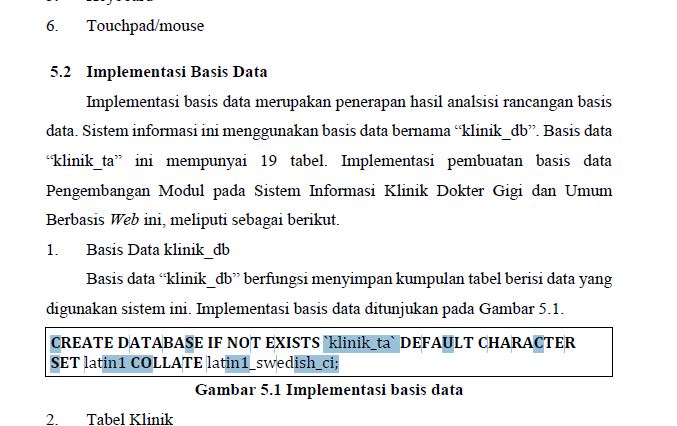 6. Touchpad/mouse
5.2 Implementasi Basis Data
Implementasi basis data merupakan penerapan hasil analsisi rancangan basis
data. Sistem informasi ini menggunakan basis data bernama “klinik_db”. Basis data
“klinik_ta” ini mempunyai 19 tabel. Implementasi pembuatan basis data
Pengembangan Modul pada Sistem Informasi Klinik Dokter Gigi dan Umum
Berbasis Web ini, meliputi sebagai berikut.
1. Basis Data klinik_db
Basis data “klinik_db” berfungsi menyimpan kumpulan tabel berisi data yang
digunakan sistem ini. Implementasi basis data ditunjukan pada Gambar 5.1.
CREATE DATABASE IF NOT EXISTS `klinik_ta` DEFAULT CHARACTER
SET latin1 COLLATE latin1_swedish_ci;
Gambar 5.1 Implementasi basis data
2. Tabel Klinik